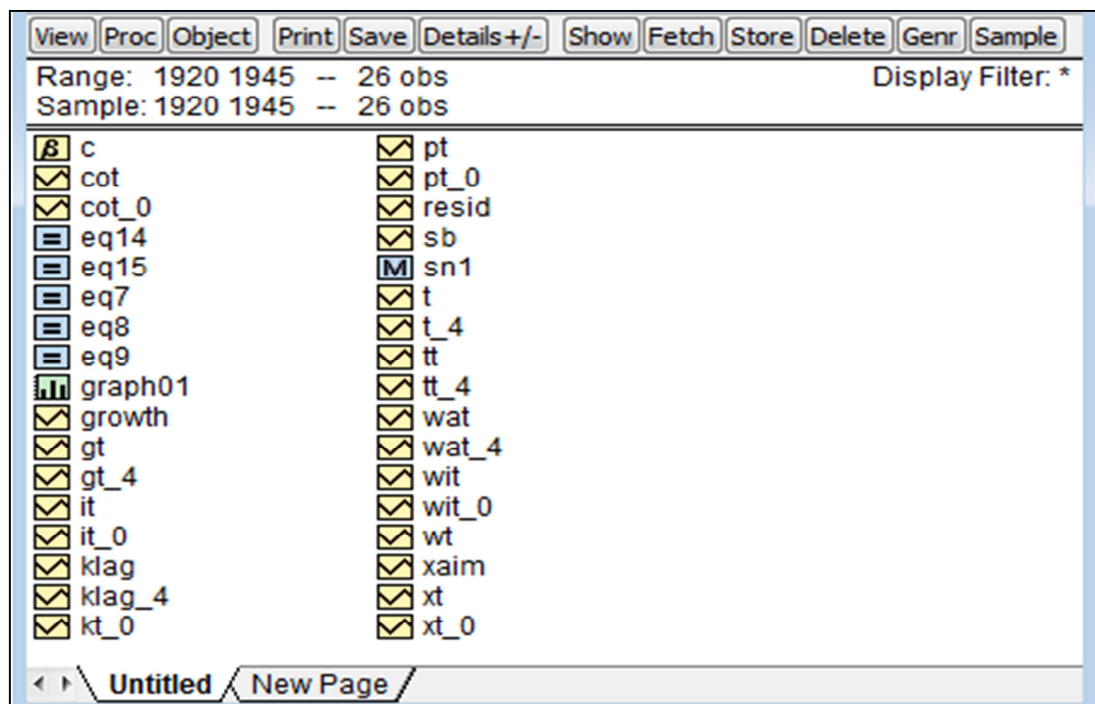 View Proc Object Print Save Details+/- Show Fetch Store Delete Genr Sample
Range: 1920 1945 -- 26 obs Display Filter: *
Sample: 1920 1945 -- 26 obs
β c
cot
cot_0
= eq14
= eq15
= eq7
= eq8
= eq9
graph01
growth
gt
gt_4
it
it_0
klag
klag_4
kt_0
pt
pt_0
resid
sb
M sn1
t
t_4
tt
tt_4
wat
wat_4
wit
wit_0
wt
xaim
xt
xt_0
Untitled New Page